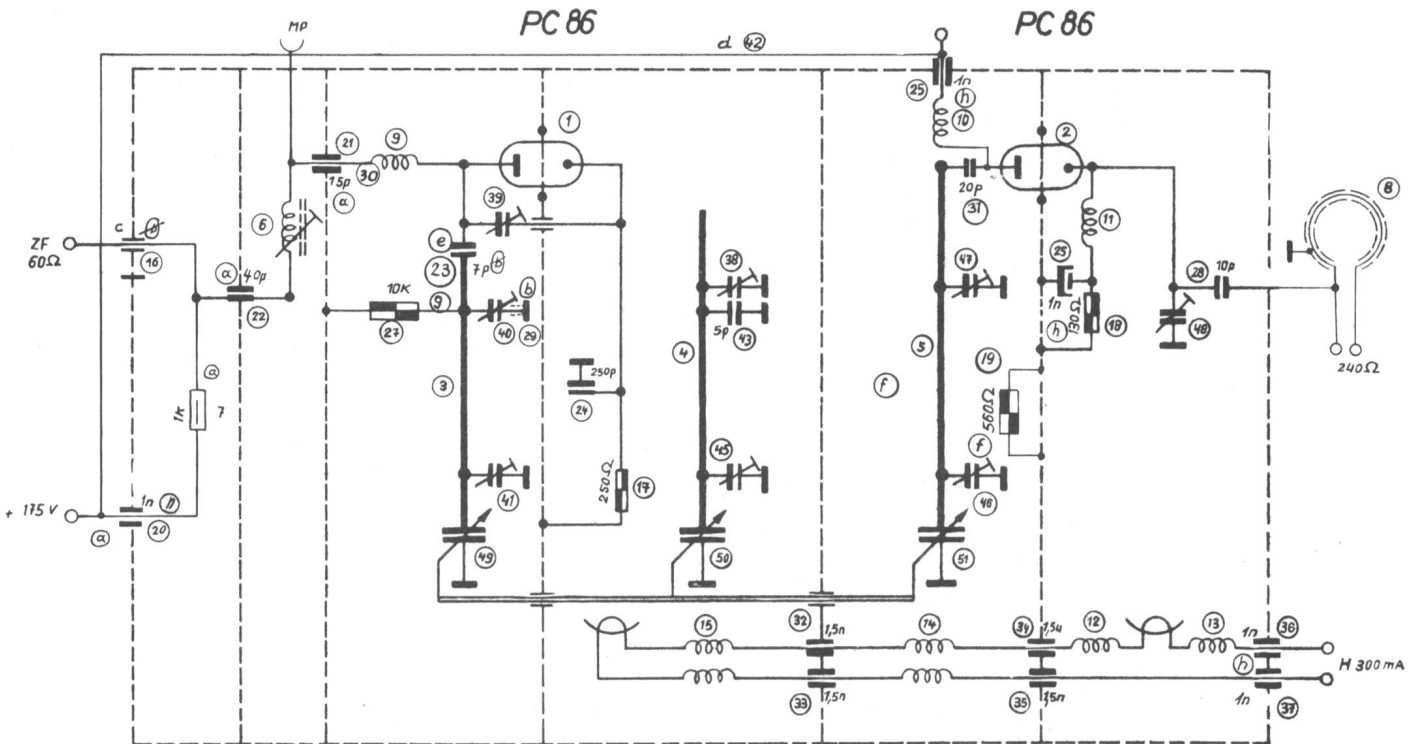 PC 86
PC 86
MP
d 42
25
1n
h
10
1
2
21
9
15p
30
a
39
20p
31
11
B
6
c b
ZF
60Ω
16
a 40p
22
e
23
7p b
38
47
25
1n
h
28
10p
10K
27
9
40
b
29
5p
43
4
130Ω
18
48
240Ω
3
250p
24
5
f
19
560Ω
a
1K
7
250Ω
17
45
f
46
41
+ 175 V
a
1n
20
49
50
51
15
32
1,5n
14
34
1,5u
12
13
1n
36
h
H 300mA
33
1,5n
35
1,5n
1n
37